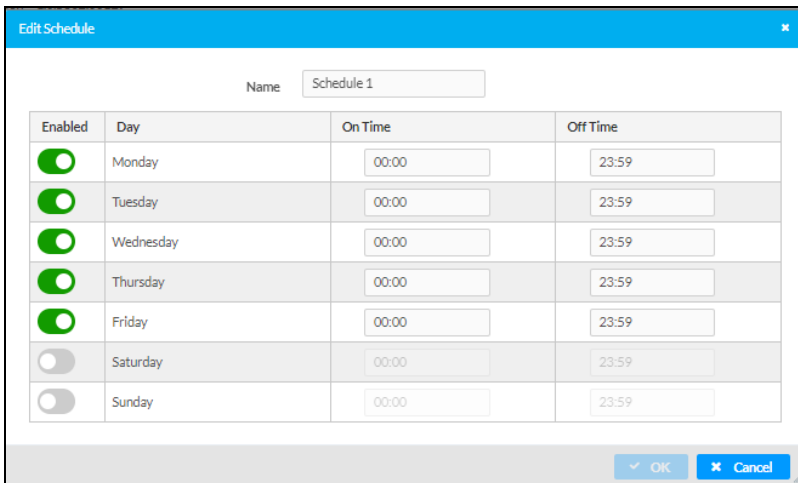 Edit Schedule
Name Schedule 1
Enabled Day On Time Off Time
Monday 00:00 23:59
Tuesday 00:00 23:59
Wednesday 00:00 23:59
Thursday 00:00 23:59
Friday 00:00 23:59
Saturday 00:00 23:59
Sunday 00:00 23:59
OK Cancel